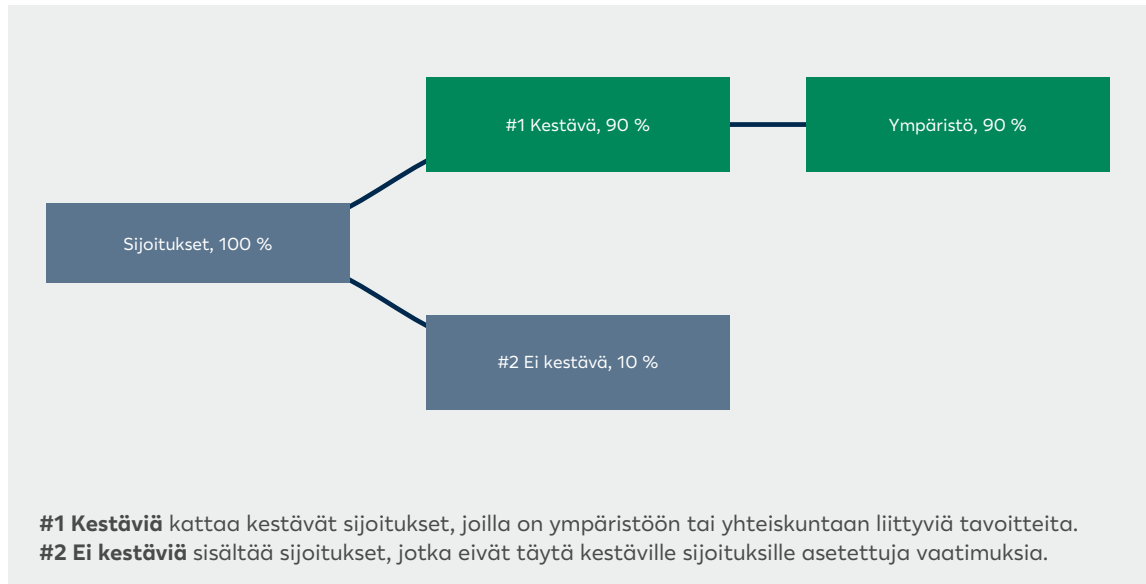 #1 Kestävä, 90 %
Ympäristö, 90 %
Sijoitukset, 100 %
#2 Ei kestävä, 10 %
#1 Kestäviä kattaa kestävät sijoitukset, joilla on ympäristöön tai yhteiskuntaan liittyviä tavoitteita.
#2 Ei kestäviä sisältää sijoitukset, jotka eivät täytä kestäville sijoituksille asetettuja vaatimuksia.